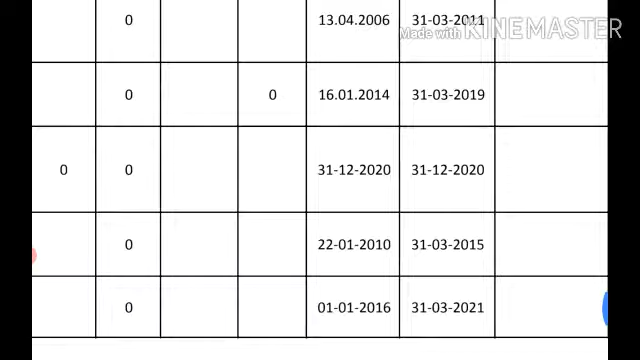 0 13.04.2006 31-03-2011
Made with KINEMASTER
0 0 16.01.2014 31-03-2019
0 0 31-12-2020 31-12-2020
0 22-01-2010 31-03-2015
0 01-01-2016 31-03-2021